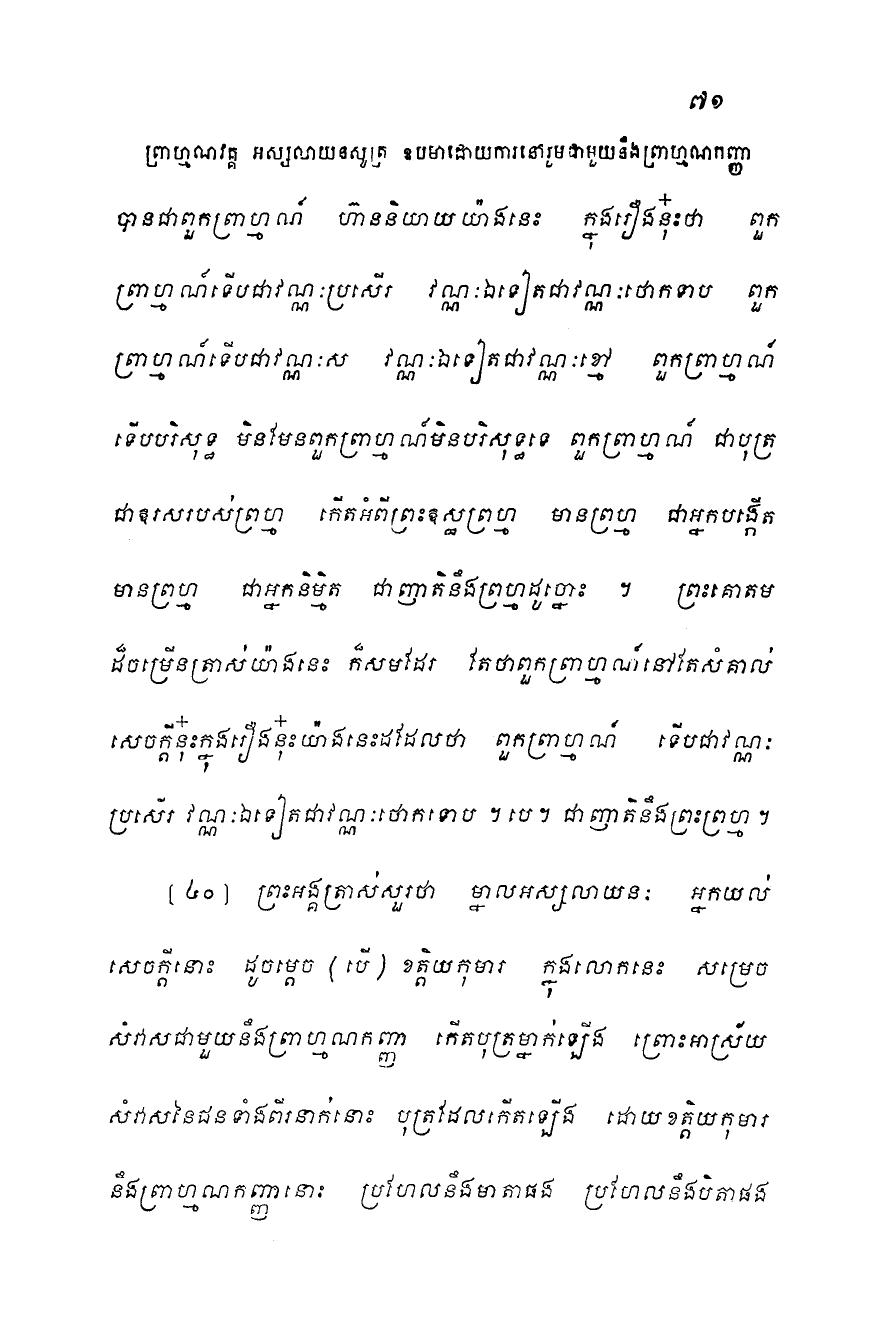 ៧១
ព្រាហ្មណវគ្គ អស្សលាយនសូត្រ ឧបមាដោយការនៅរួមជាមួយនឹងព្រាហ្មណកញ្ញា
បានជាពួកព្រាហ្មណ៍ ហ៊ាននិយាយយ៉ាងនេះ ក្នុងរឿងនុ៎ះថា ពួក
ព្រាហ្មណ៍ទើបជាវណ្ណៈប្រសើរ វណ្ណៈឯទៀតជាវណ្ណៈថោកទាប ពួក
ព្រាហ្មណ៍ទើបជាវណ្ណៈស វណ្ណៈឯទៀតជាវណ្ណៈខ្មៅ ពួកព្រាហ្មណ៍
ទើបបរិសុទ្ធ មិនមែនពួកព្រាហ្មណ៍មិនបរិសុទ្ធទេ ពួកព្រាហ្មណ៍ ជាបុត្រ
ជាឱរសរបស់ព្រហ្ម កើតអំពីព្រះឱស្ឋព្រហ្ម មានព្រហ្ម ជាអ្នកបង្កើត
មានព្រហ្ម ជាអ្នកនិម្មិត ជាញាតិនឹងព្រហ្មដូច្នោះ ។ ព្រះគោតម
ដ៏ចម្រើនត្រាស់យ៉ាងនេះ ក៏សមដែរ តែថាពួកព្រាហ្មណ៍នៅតែសំគាល់
សេចក្តីនុ៎ះក្នុងរឿងនុ៎ះយ៉ាងនេះដដែលថា ពួកព្រាហ្មណ៍ ទើបជាវណ្ណៈ
ប្រសើរ វណ្ណៈឯទៀតជាវណ្ណៈថោកទាប ។ បេ។ ជាញាតិនឹងព្រះព្រហ្ម ។
(៤០) ព្រះអង្គត្រាស់សួរថា ម្នាលអស្សលាយនៈ អ្នកយល់
សេចក្តីនោះ ដូចម្តេច (បើ) ខត្តិយកុមារ ក្នុងលោកនេះ សម្រេច
សំវាសជាមួយនឹងព្រាហ្មណកញ្ញា កើតបុត្រម្នាក់ឡើង ព្រោះអាស្រ័យ
សំវាសនៃជនទាំងពីរនាក់នោះ បុត្រដែលកើតឡើង ដោយខត្តិយកុមារ
នឹងព្រាហ្មណកញ្ញានោះ ប្រហែលនឹងមាតាផង ប្រហែលនឹងបិតាផង